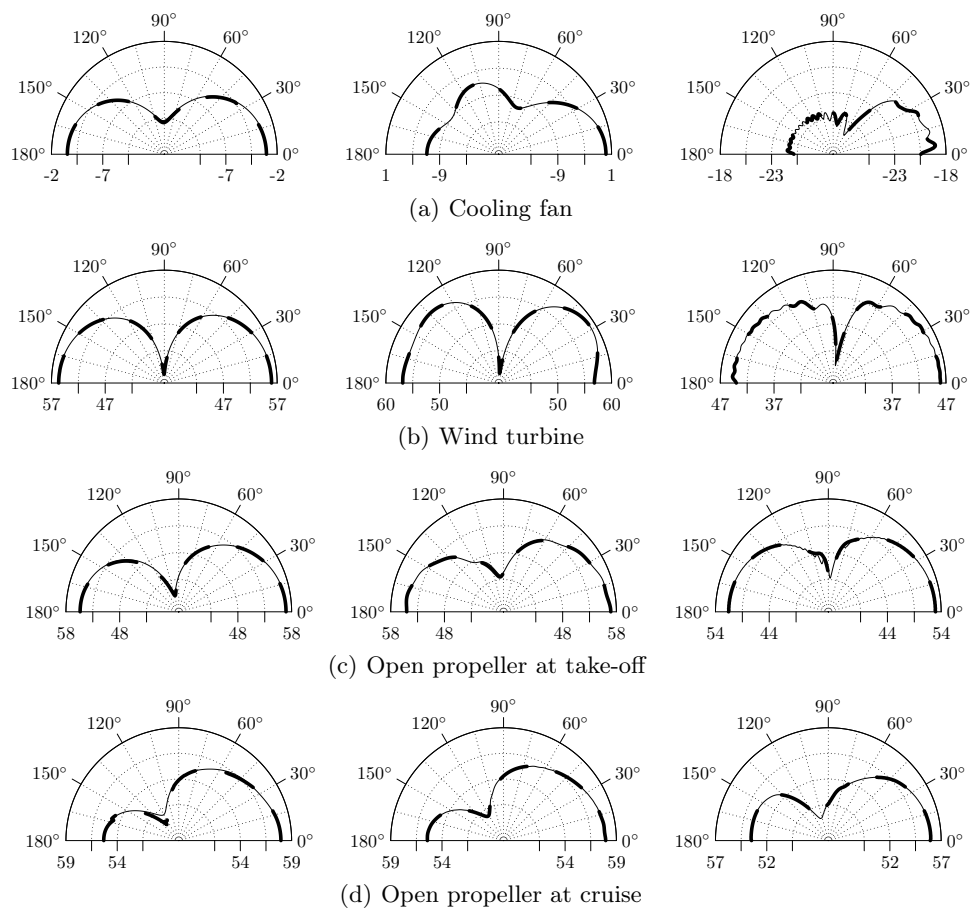 90° 90° 90°
120° 60° 120° 60° 120° 60°
150° 30° 150° 30° 150° 30°
180° 0° 180° 0° 180° 0°
-2 -7 -7 -2 1 -9 -9 1 -18 -23 -23 -18
(a) Cooling fan
90° 90° 90°
120° 60° 120° 60° 120° 60°
150° 30° 150° 30° 150° 30°
180° 0° 180° 0° 180° 0°
57 47 47 57 60 50 50 60 47 37 37 47
(b) Wind turbine
90° 90° 90°
120° 60° 120° 60° 120° 60°
150° 30° 150° 30° 150° 30°
180° 0° 180° 0° 180° 0°
58 48 48 58 58 48 48 58 54 44 44 54
(c) Open propeller at take-off
90° 90° 90°
120° 60° 120° 60° 120° 60°
150° 30° 150° 30° 150° 30°
180° 0° 180° 0° 180° 0°
59 54 54 59 59 54 54 59 57 52 52 57
(d) Open propeller at cruise